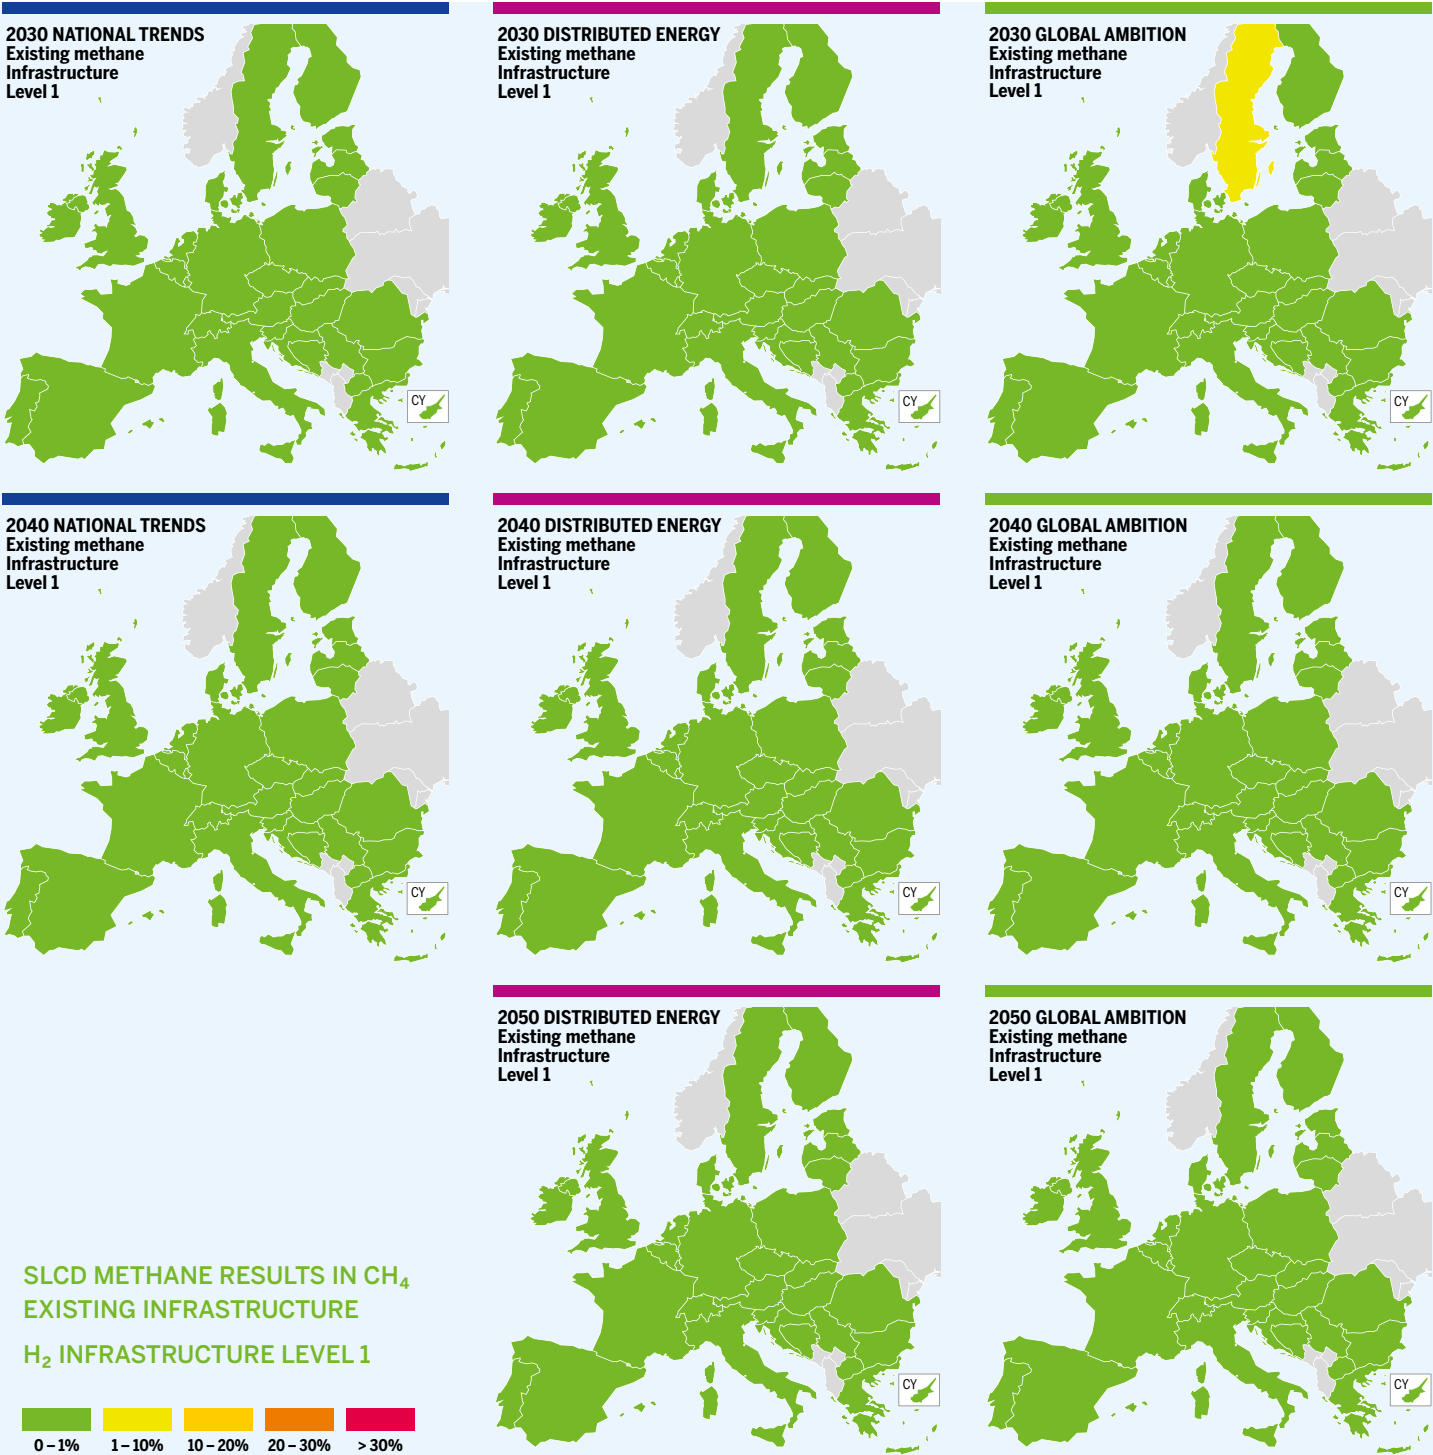 2030 NATIONAL TRENDS
Existing methane
Infrastructure
Level 1
CY
2030 DISTRIBUTED ENERGY
Existing methane
Infrastructure
Level 1
CY
2030 GLOBAL AMBITION
Existing methane
Infrastructure
Level 1
CY
2040 NATIONAL TRENDS
Existing methane
Infrastructure
Level 1
CY
2040 DISTRIBUTED ENERGY
Existing methane
Infrastructure
Level 1
CY
2040 GLOBAL AMBITION
Existing methane
Infrastructure
Level 1
CY
2050 DISTRIBUTED ENERGY
Existing methane
Infrastructure
Level 1
CY
2050 GLOBAL AMBITION
Existing methane
Infrastructure
Level 1
CY
SLCD METHANE RESULTS IN CH₄
EXISTING INFRASTRUCTURE
H₂ INFRASTRUCTURE LEVEL 1
0 – 1% 1 – 10% 10 – 20% 20 – 30% > 30%